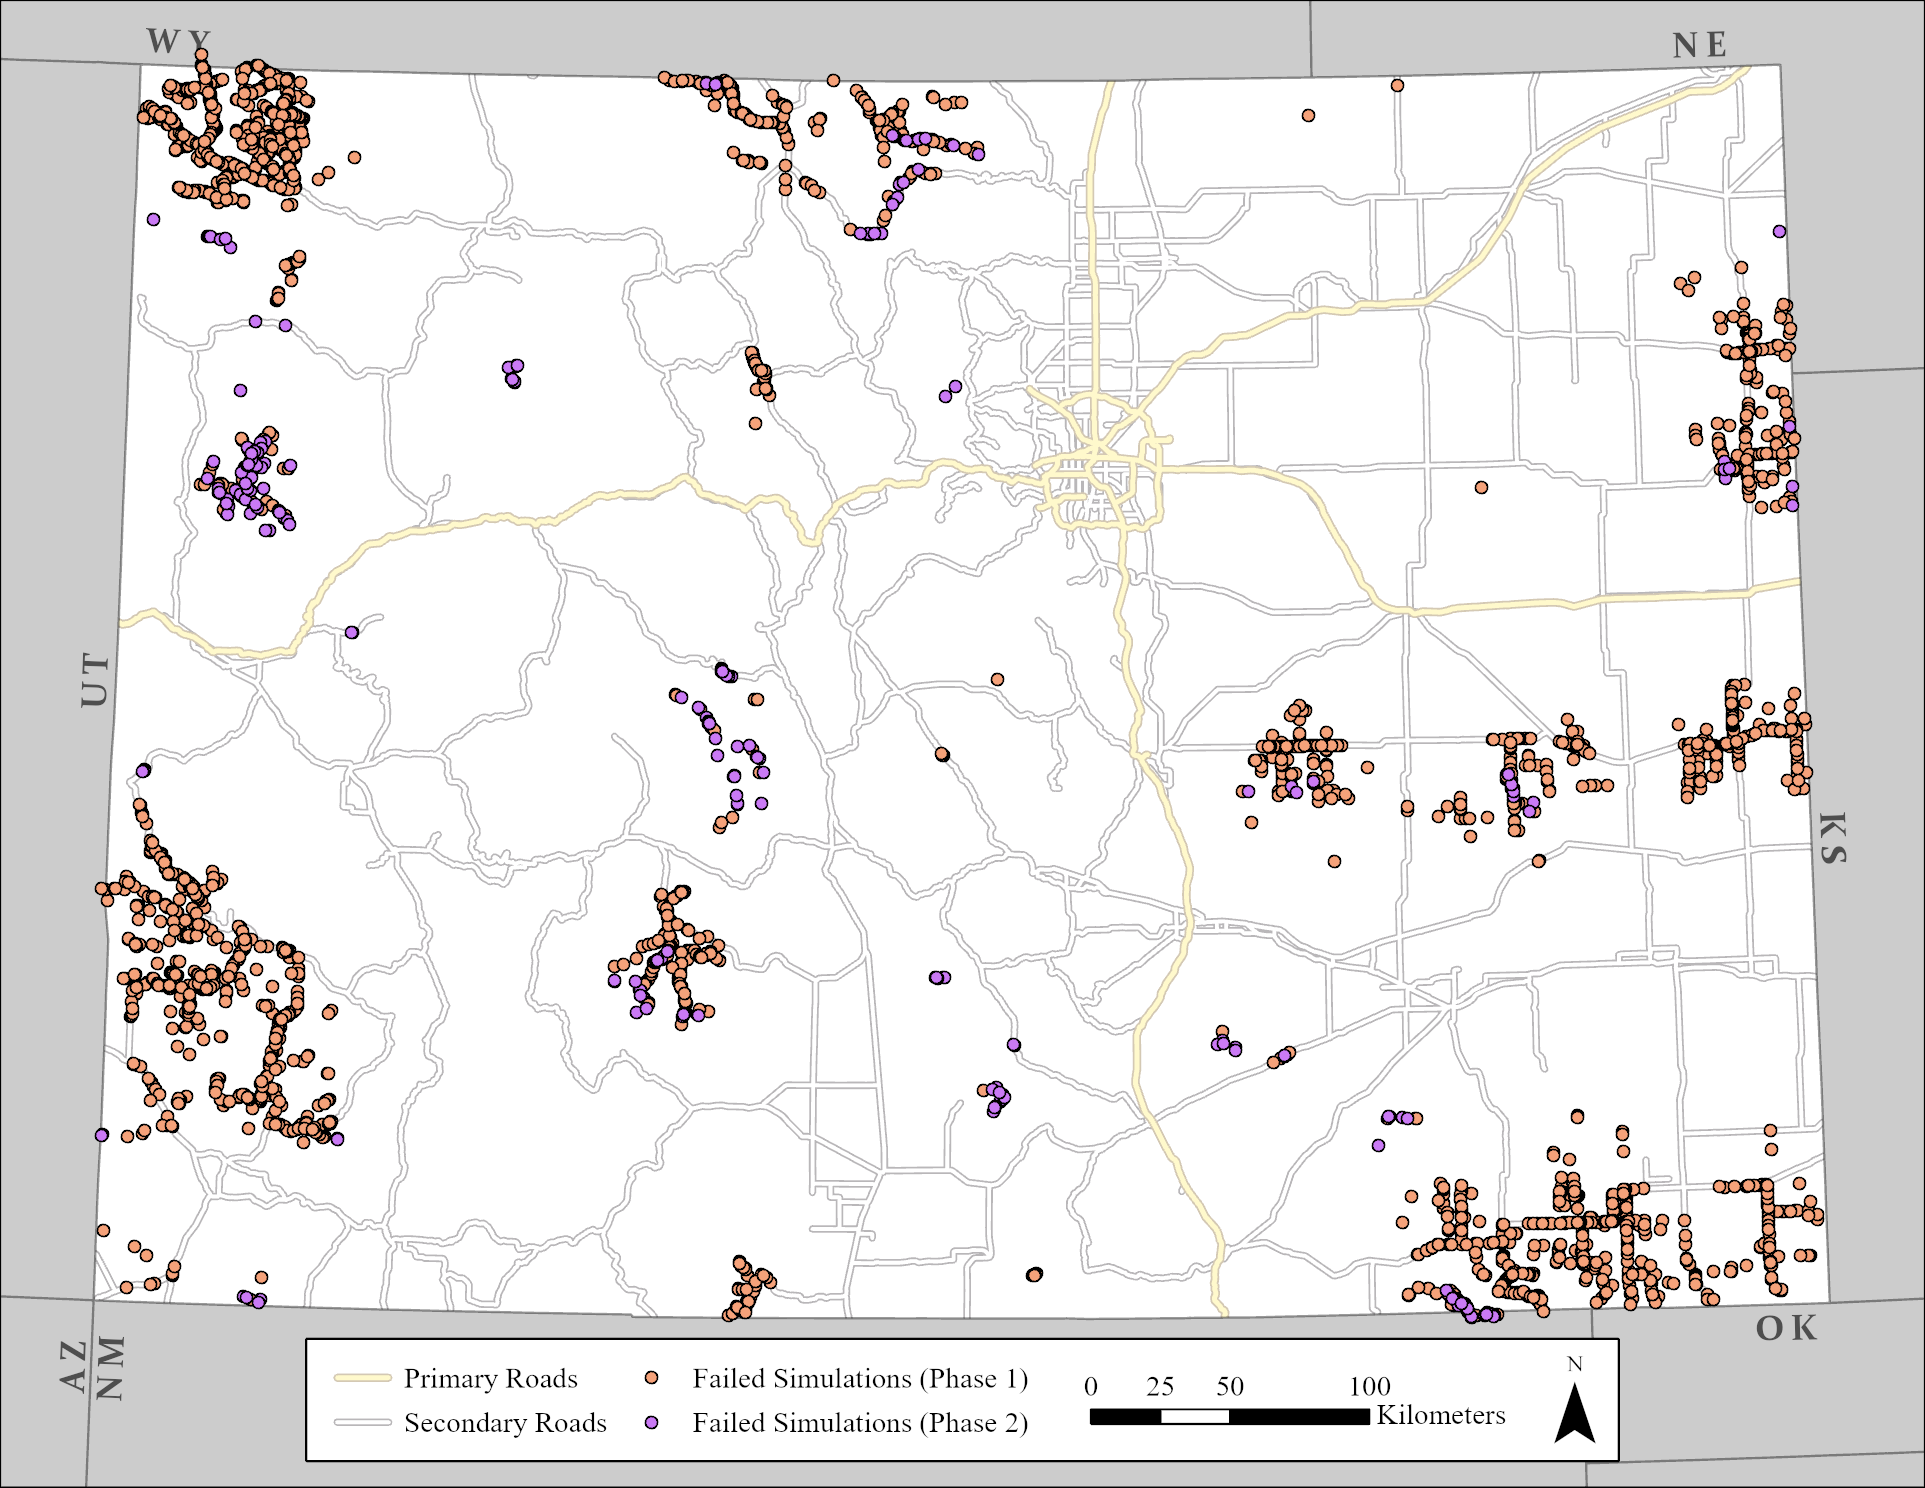 WY
NE
UT
KS
OK
AZ
NM
Primary Roads
Secondary Roads
Failed Simulations (Phase 1)
Failed Simulations (Phase 2)
0 25 50 100
Kilometers
N